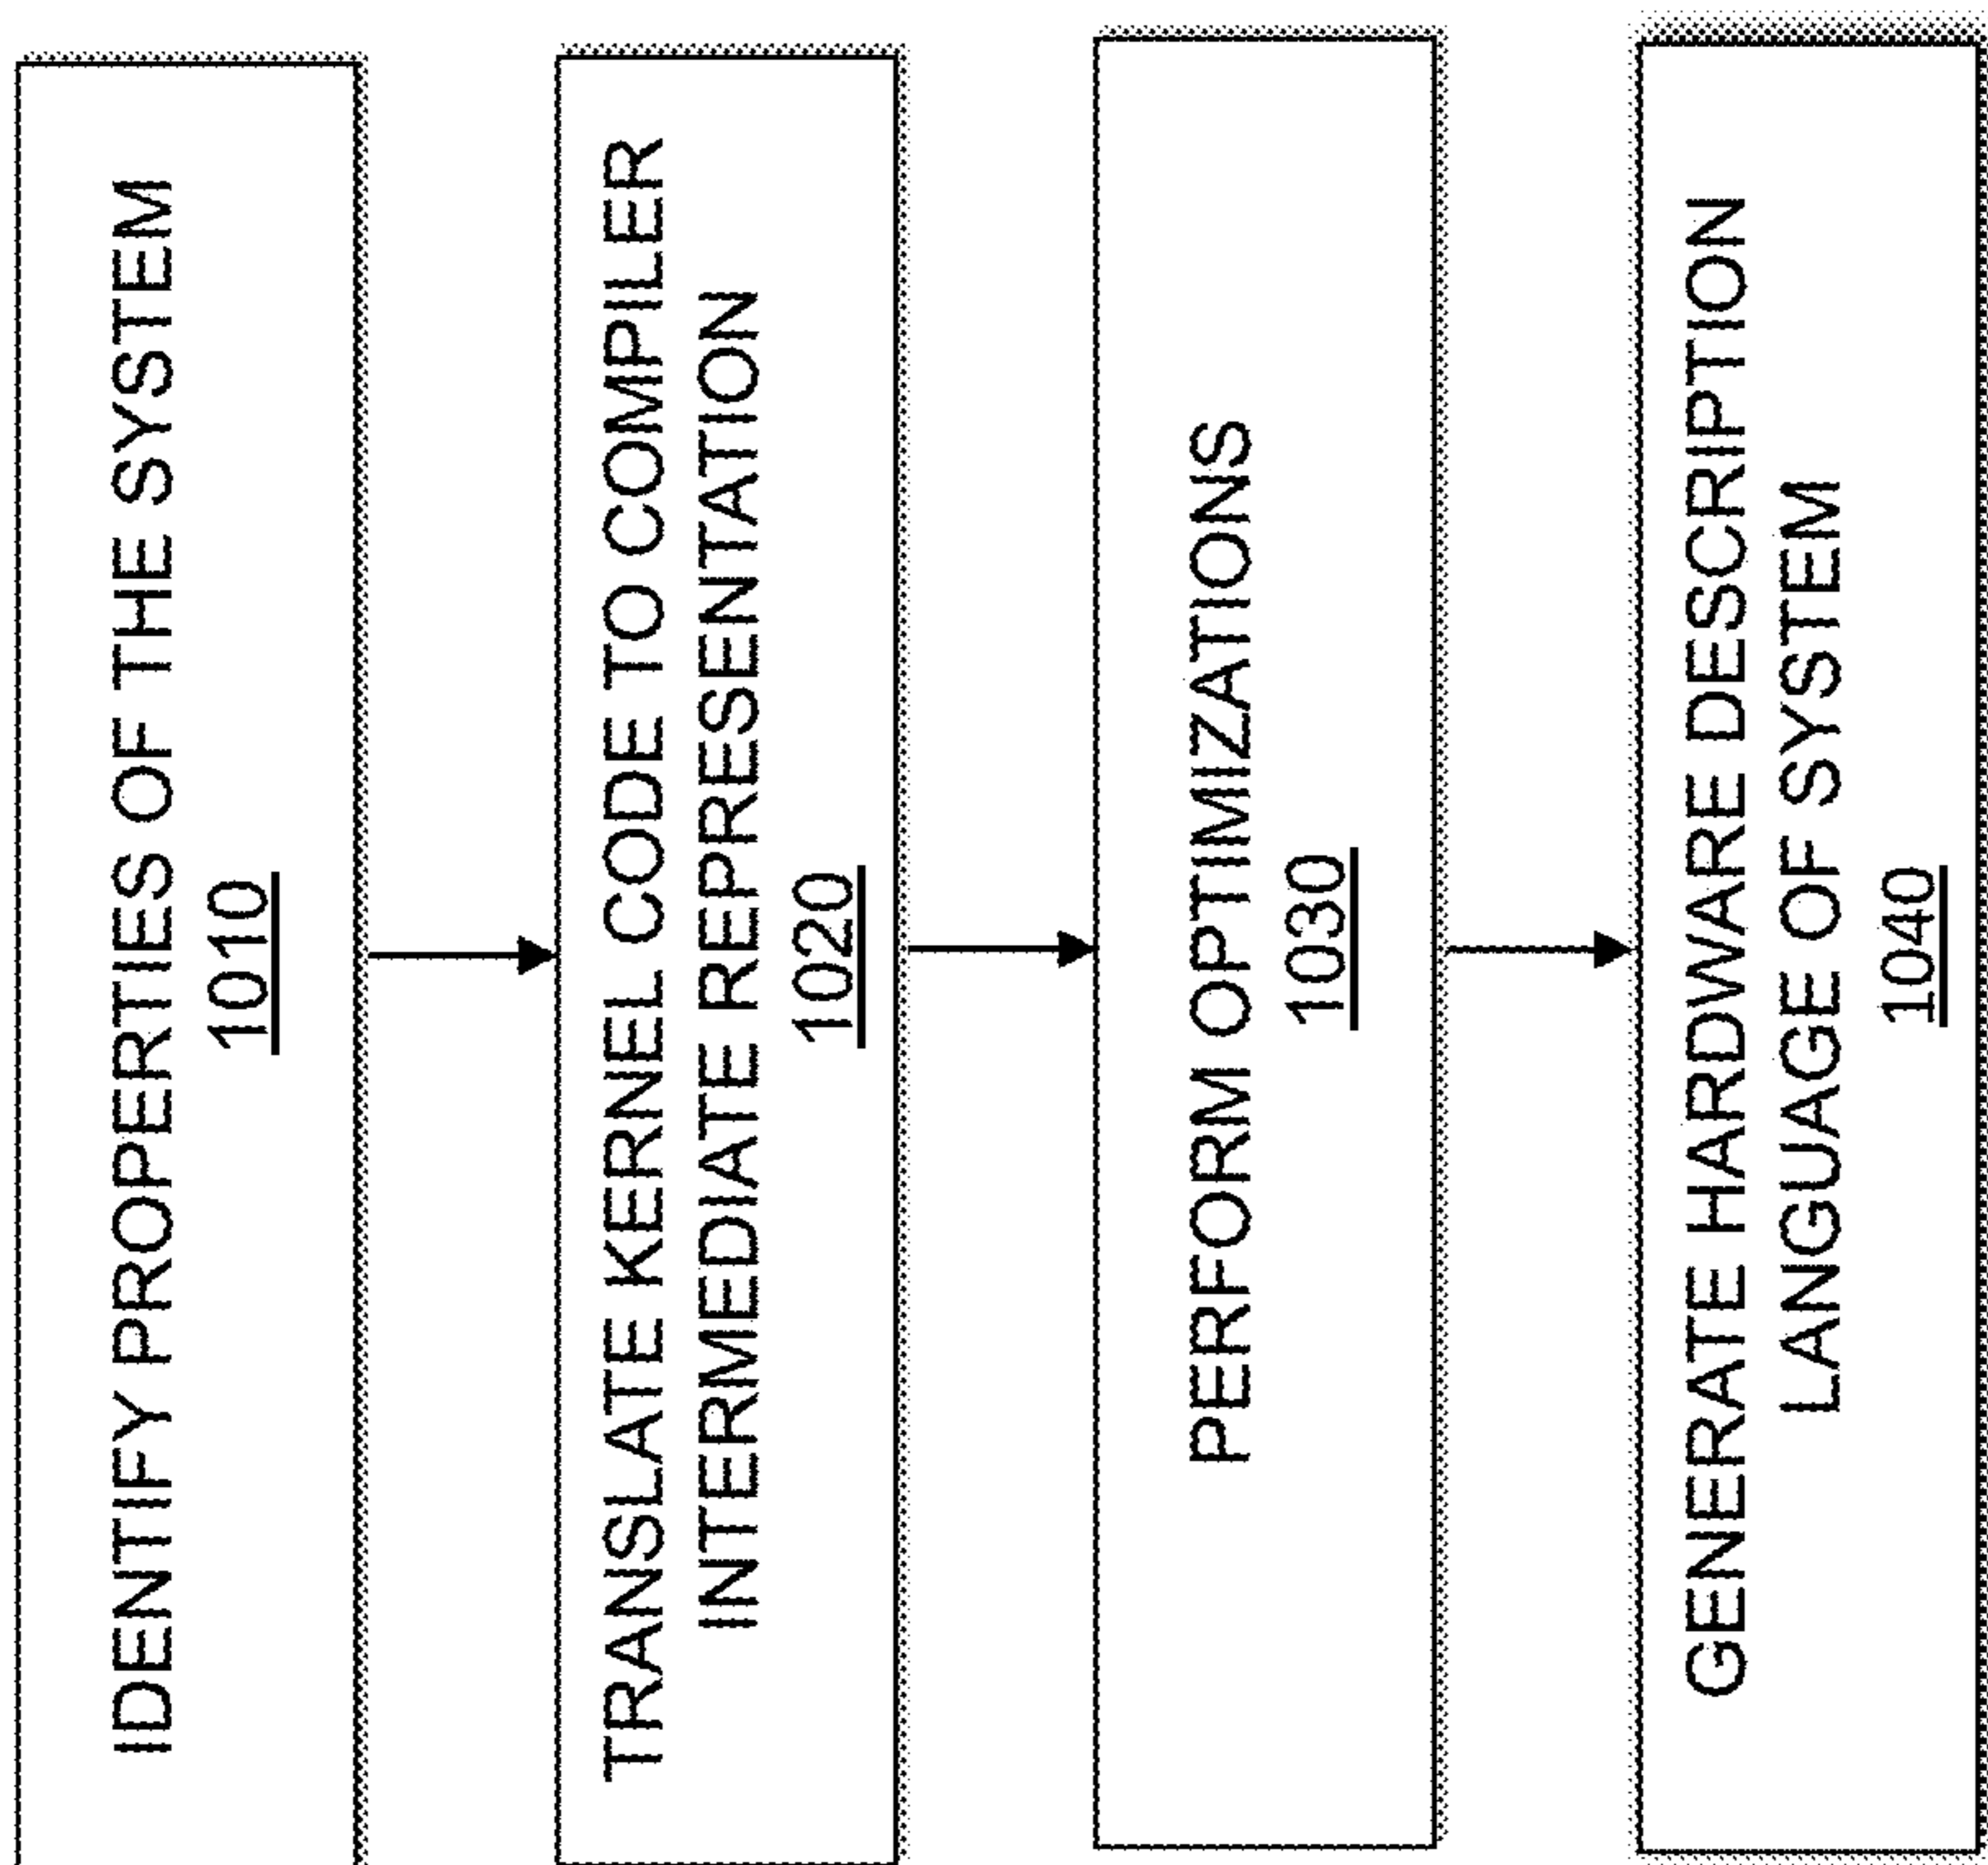 IDENTIFY PROPERTIES OF THE SYSTEM
1010
TRANSLATE KERNEL CODE TO COMPILER
INTERMEDIATE REPRESENTATION
1020
PERFORM OPTIMIZATIONS
1030
GENERATE HARDWARE DESCRIPTION
LANGUAGE OF SYSTEM
1040